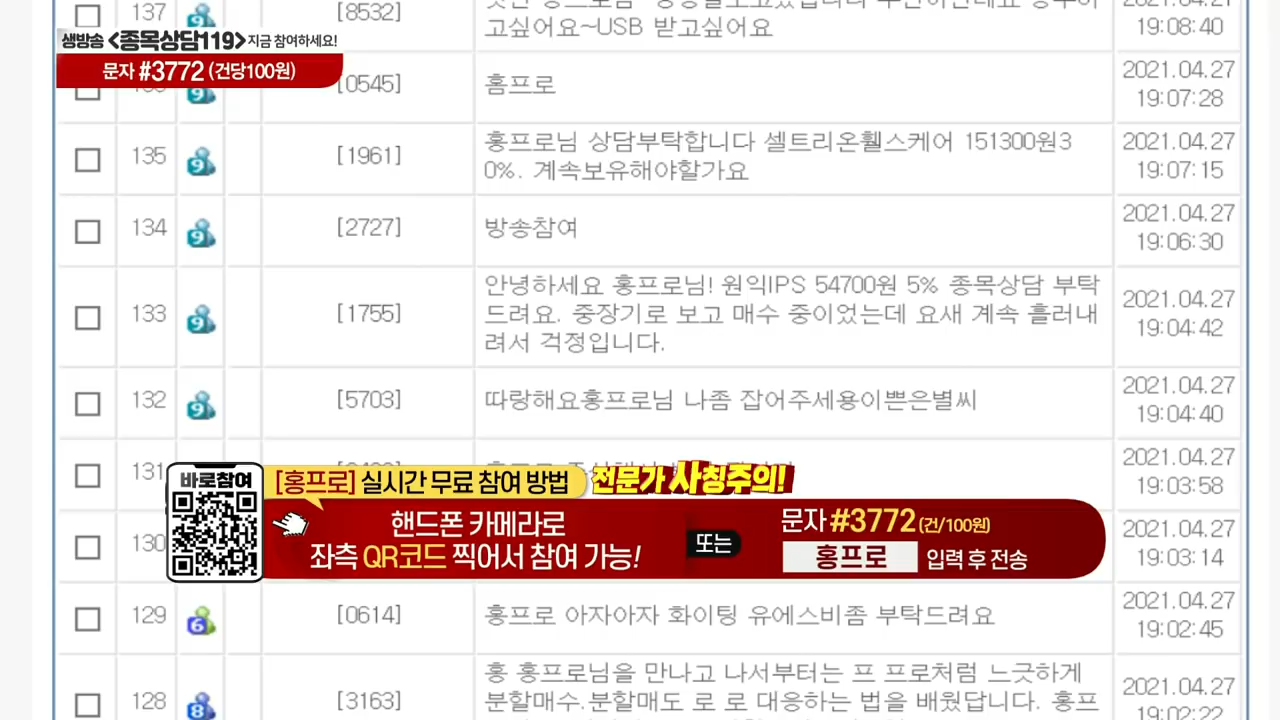 137 [8532] 2021.04.27
고싶어요~USB 받고싶어요 19:08:40
생방송 <종목상담119> 지금 참여하세요!
문자 #3772 (건당100원)
[0545] 홈프로 2021.04.27
19:07:28
135 [1961] 홍프로님 상담부탁합니다 셀트리온휄스케어 151300원3 2021.04.27
0%. 계속보유해야할가요 19:07:15
134 [2727] 방송참여 2021.04.27
19:06:30
133 [1755] 안녕하세요 홍프로님! 원익IPS 54700원 5% 종목상담 부탁 2021.04.27
드려요. 중장기로 보고 매수 중이었는데 요새 계속 흘러내 19:04:42
려서 걱정입니다.
132 [5703] 따랑해요홍프로님 나좀 잡어주세용이쁜은별씨 2021.04.27
19:04:40
131 2021.04.27
19:03:58
바로참여 [홍프로] 실시간 무료 참여 방법 전문가 사칭주의!
핸드폰 카메라로
좌측 QR코드 찍어서 참여 가능!
또는
문자 #3772 (건/100원)
홍프로 입력 후 전송
130 2021.04.27
19:03:14
129 [0614] 홍프로 아자아자 화이팅 유에스비좀 부탁드려요 2021.04.27
19:02:45
128 [3163] 홍 홍프로님을 만나고 나서부터는 프 프로처럼 느긋하게 2021.04.27
분할매수.분할매도 로 로 대응하는 법을 배웠답니다. 홍프 19:02:22